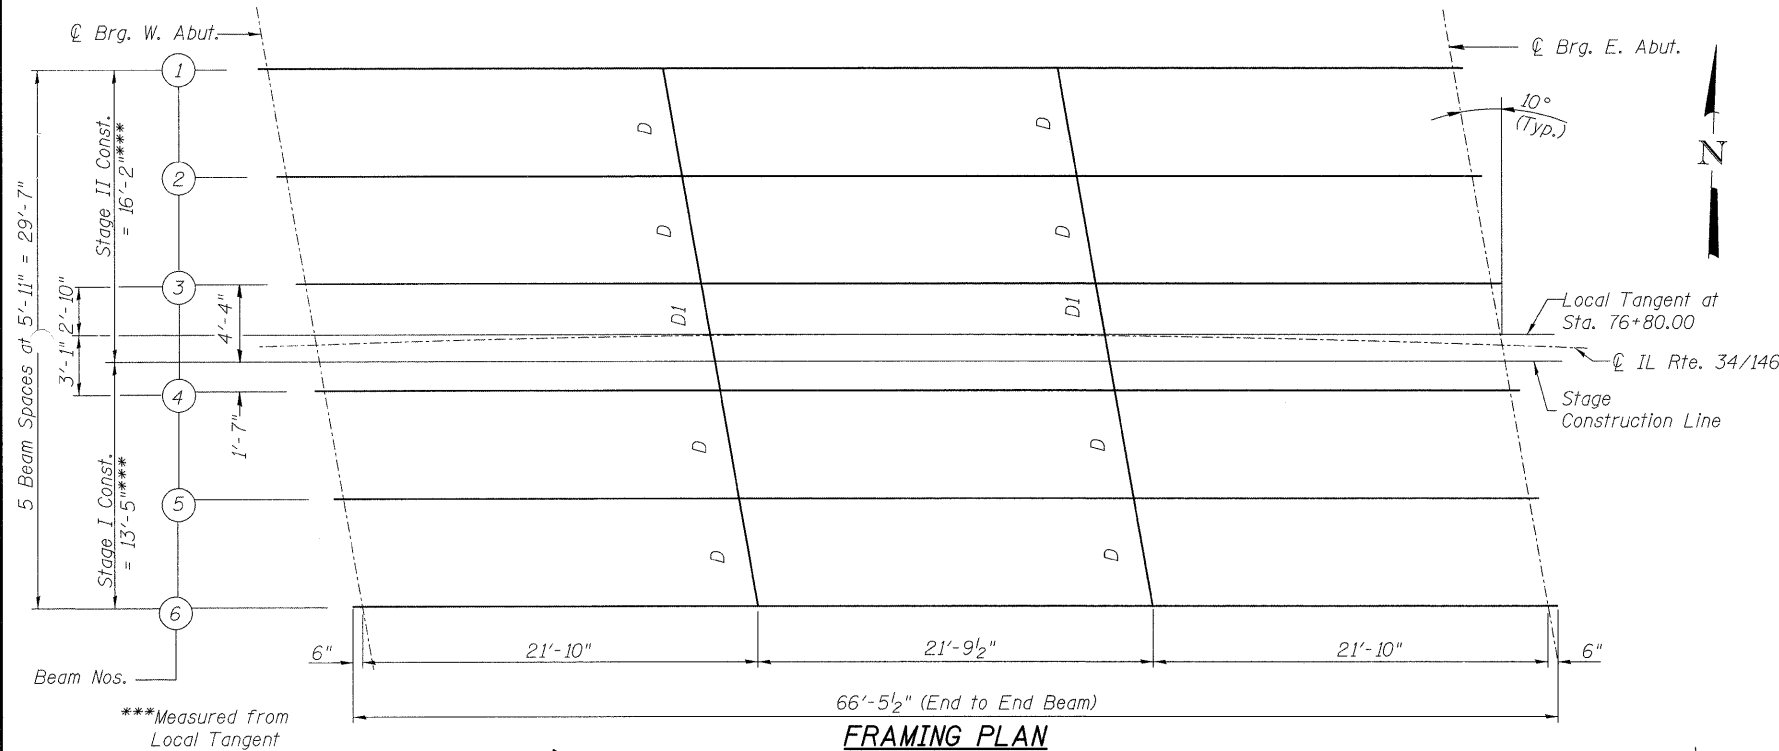 ℄ Brg. W. Abut.
℄ Brg. E. Abut.
1
2
3
4
5
6
5 Beam Spaces at 5'-11" = 29'-7"
Stage II Const.
= 16'-2"***
Stage I Const.
= 13'-5"***
2'-10"
3'-1"
4'-4"
1'-7"
D
D
D
D
D1
D1
D
D
D
D
10°
(Typ.)
N
Local Tangent at
Sta. 76+80.00
℄ IL Rte. 34/146
Stage
Construction Line
6"
21'-10"
21'-9½"
21'-10"
6"
Beam Nos.
66'-5½" (End to End Beam)
***Measured from
Local Tangent
FRAMING PLAN